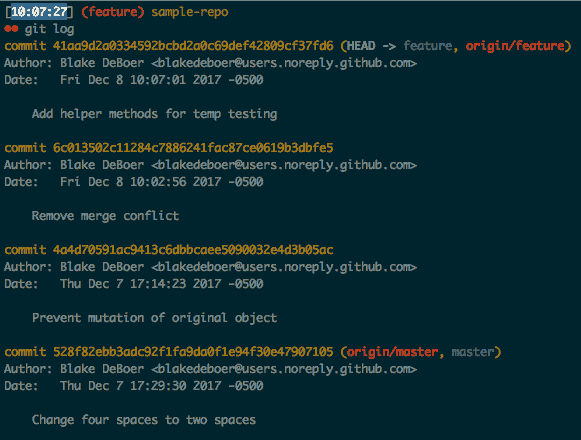 [10:07:27] (feature) sample-repo
●● git log
commit 41aa9d2a0334592bcbd2a0c69def42809cf37fd6 (HEAD -> feature, origin/feature)
Author: Blake DeBoer <blakedeboer@users.noreply.github.com>
Date:   Fri Dec 8 10:07:01 2017 -0500
Add helper methods for temp testing
commit 6c013502c11284c7886241fac87ce0619b3dbfe5
Author: Blake DeBoer <blakedeboer@users.noreply.github.com>
Date:   Fri Dec 8 10:02:56 2017 -0500
Remove merge conflict
commit 4a4d70591ac9413c6dbbcaee5090032e4d3b05ac
Author: Blake DeBoer <blakedeboer@users.noreply.github.com>
Date:   Thu Dec 7 17:14:23 2017 -0500
Prevent mutation of original object
commit 528f82ebb3adc92f1fa9da0f1e94f30e47907105 (origin/master, master)
Author: Blake DeBoer <blakedeboer@users.noreply.github.com>
Date:   Thu Dec 7 17:29:30 2017 -0500
Change four spaces to two spaces